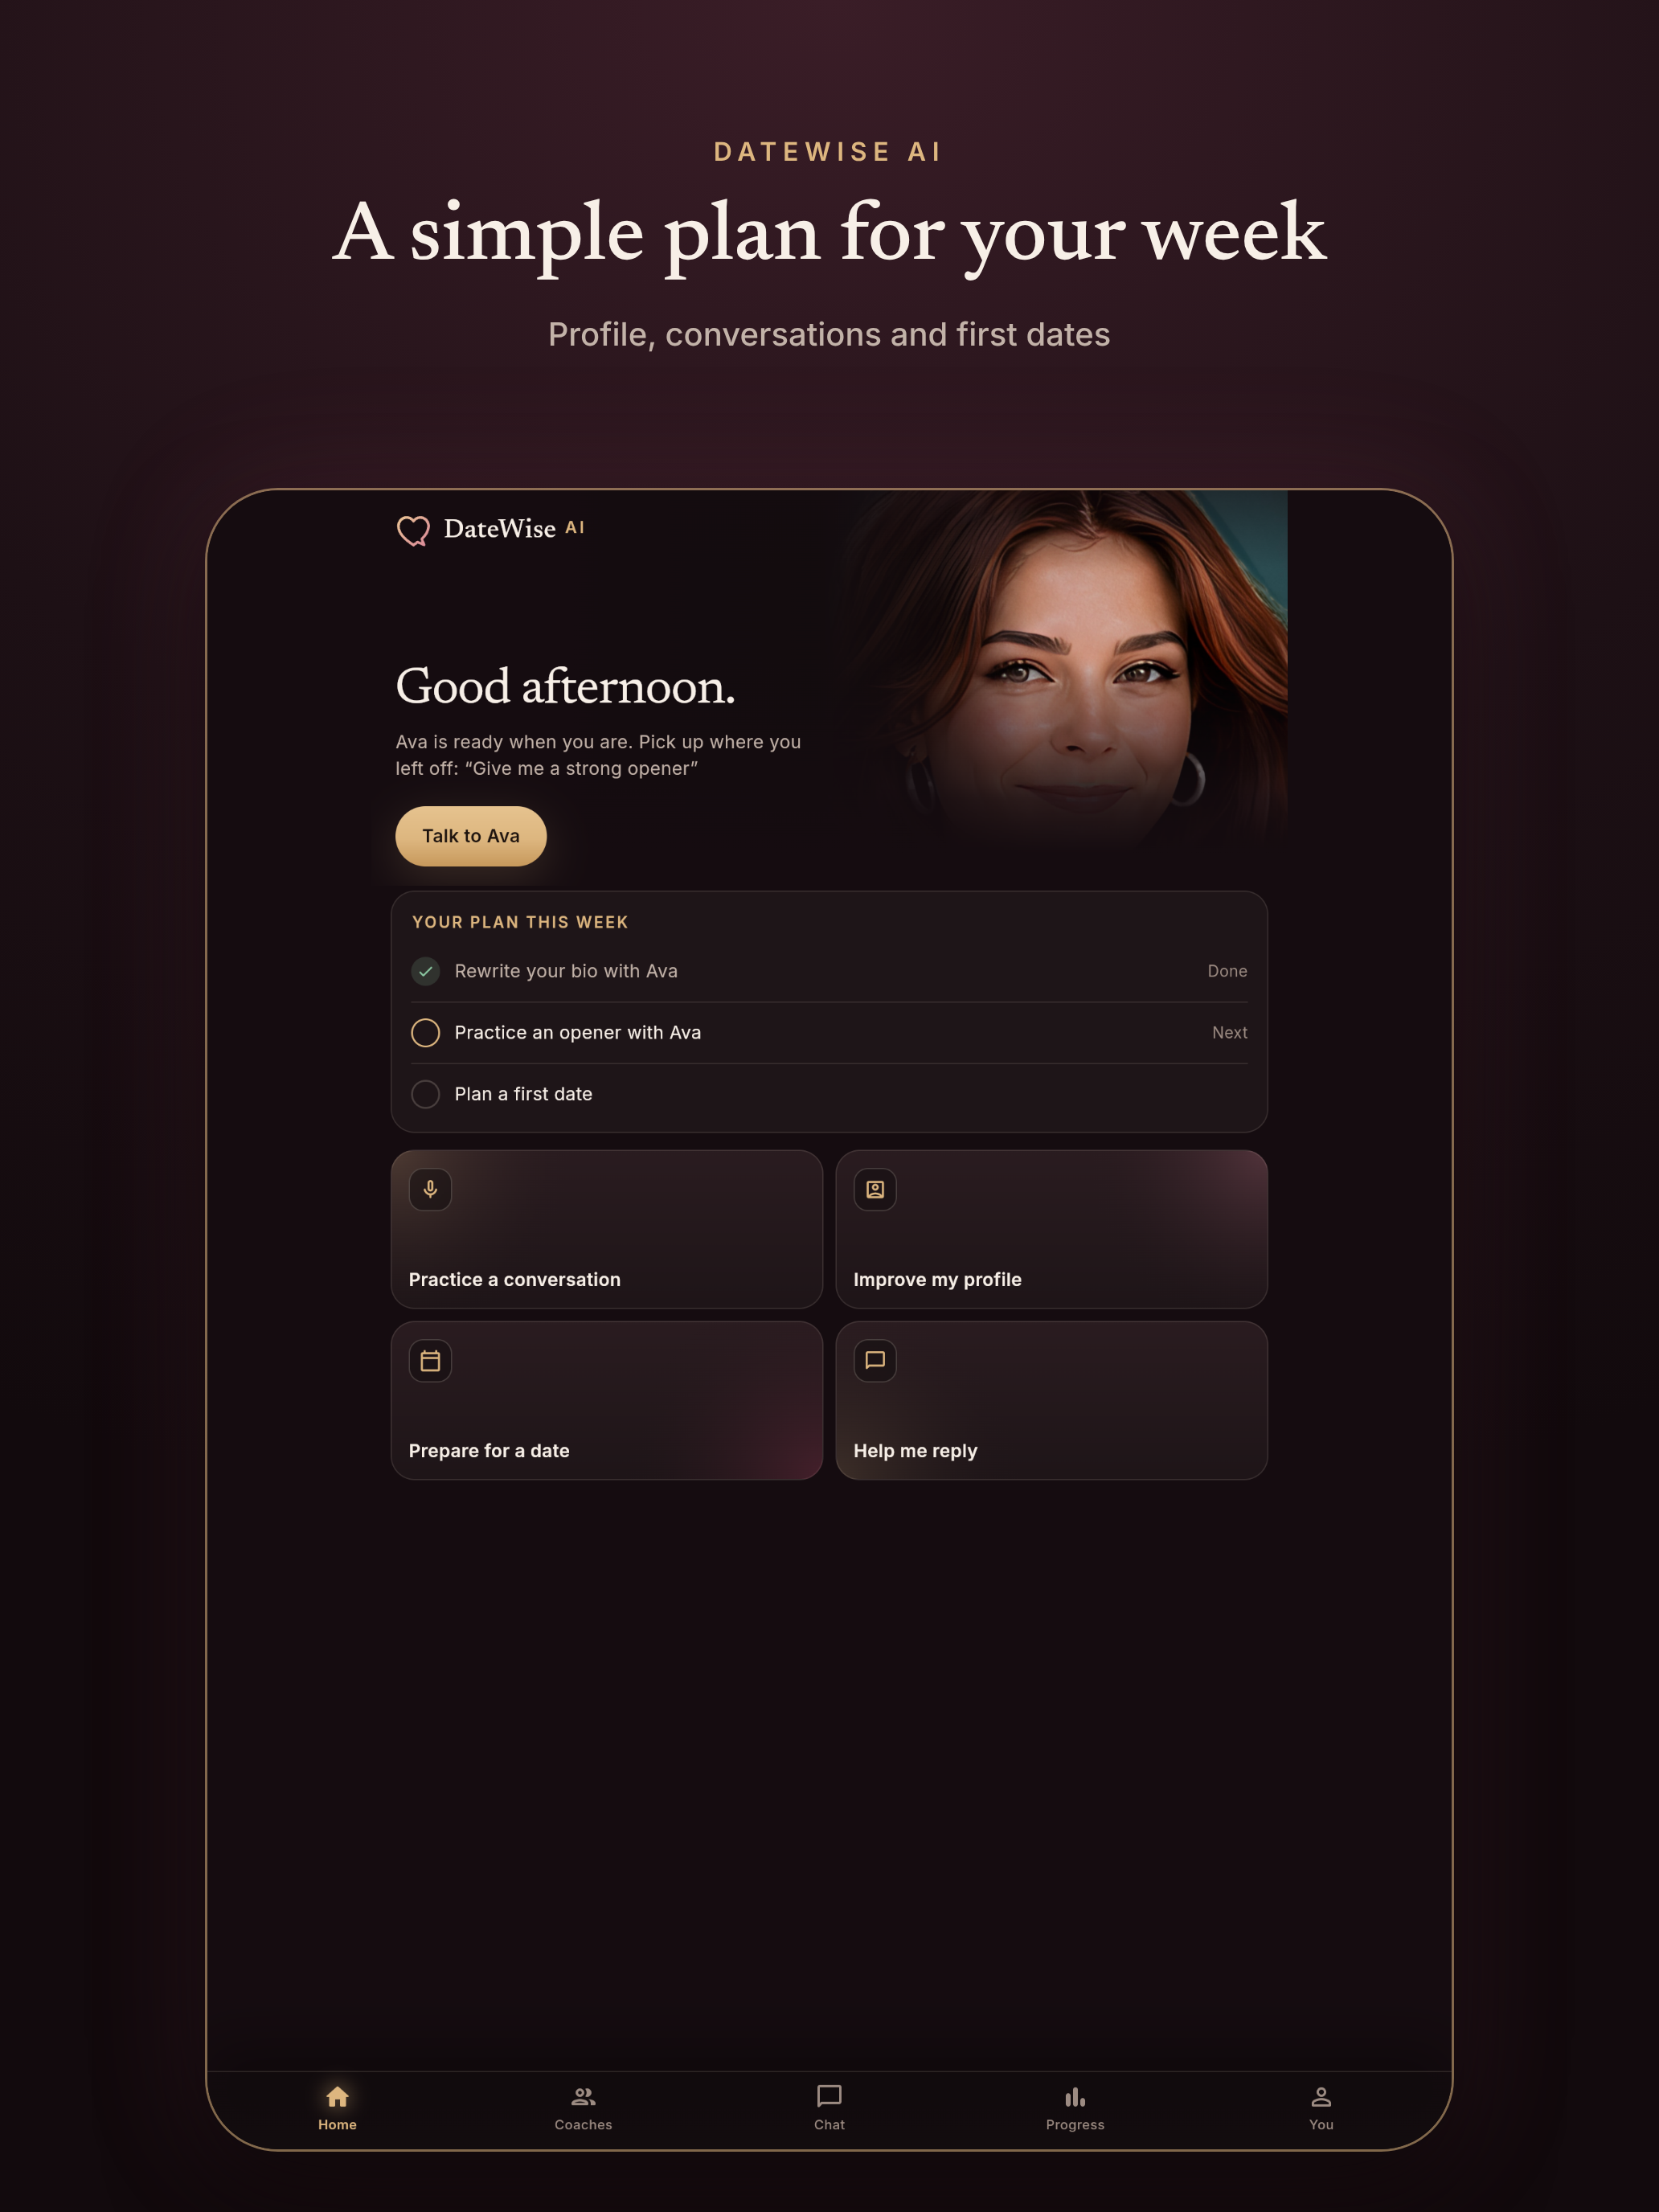 DATEWISE AI
A simple plan for your week
Profile, conversations and first dates
DateWise AI
Good afternoon.
Ava is ready when you are. Pick up where you
left off: “Give me a strong opener”
Talk to Ava
YOUR PLAN THIS WEEK
Rewrite your bio with Ava Done
Practice an opener with Ava Next
Plan a first date
Practice a conversation
Improve my profile
Prepare for a date
Help me reply
Home Coaches Chat Progress You